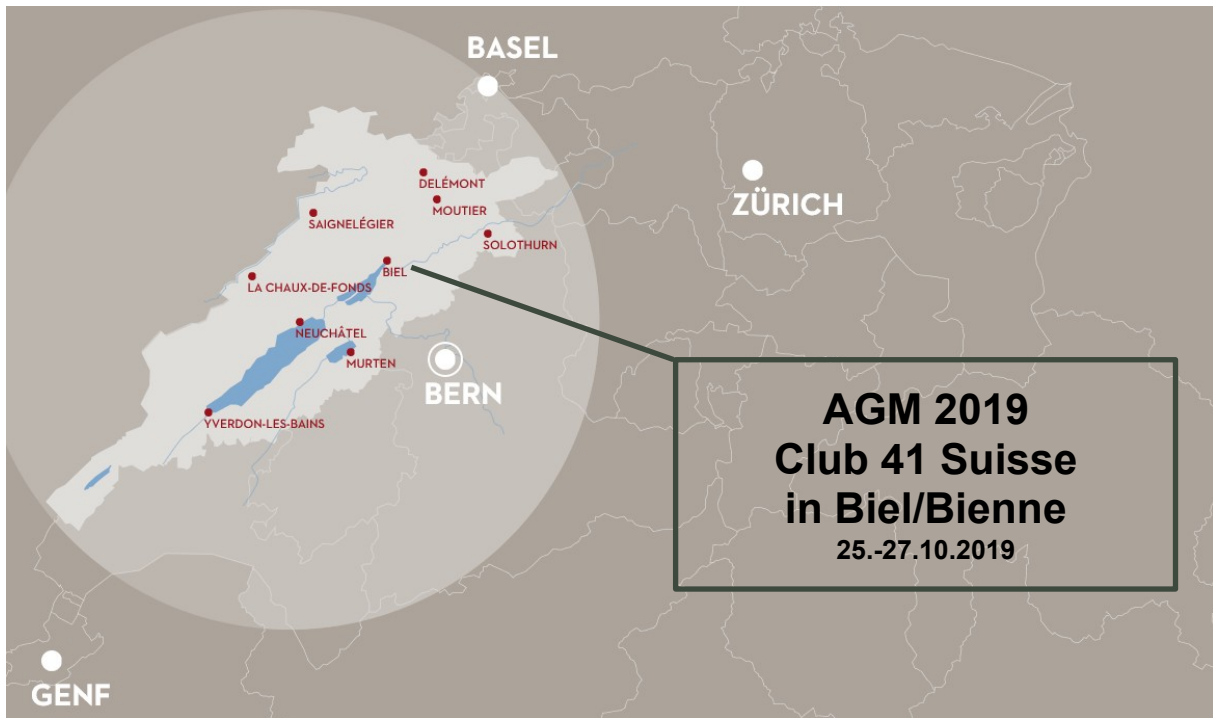 BASEL
DELÉMONT
MOUTIER
ZÜRICH
SAIGNELÉGIER
SOLOTHURN
BIEL
LA CHAUX-DE-FONDS
NEUCHÂTEL
MURTEN
BERN
YVERDON-LES-BAINS
AGM 2019
Club 41 Suisse
in Biel/Bienne
25.-27.10.2019
GENF